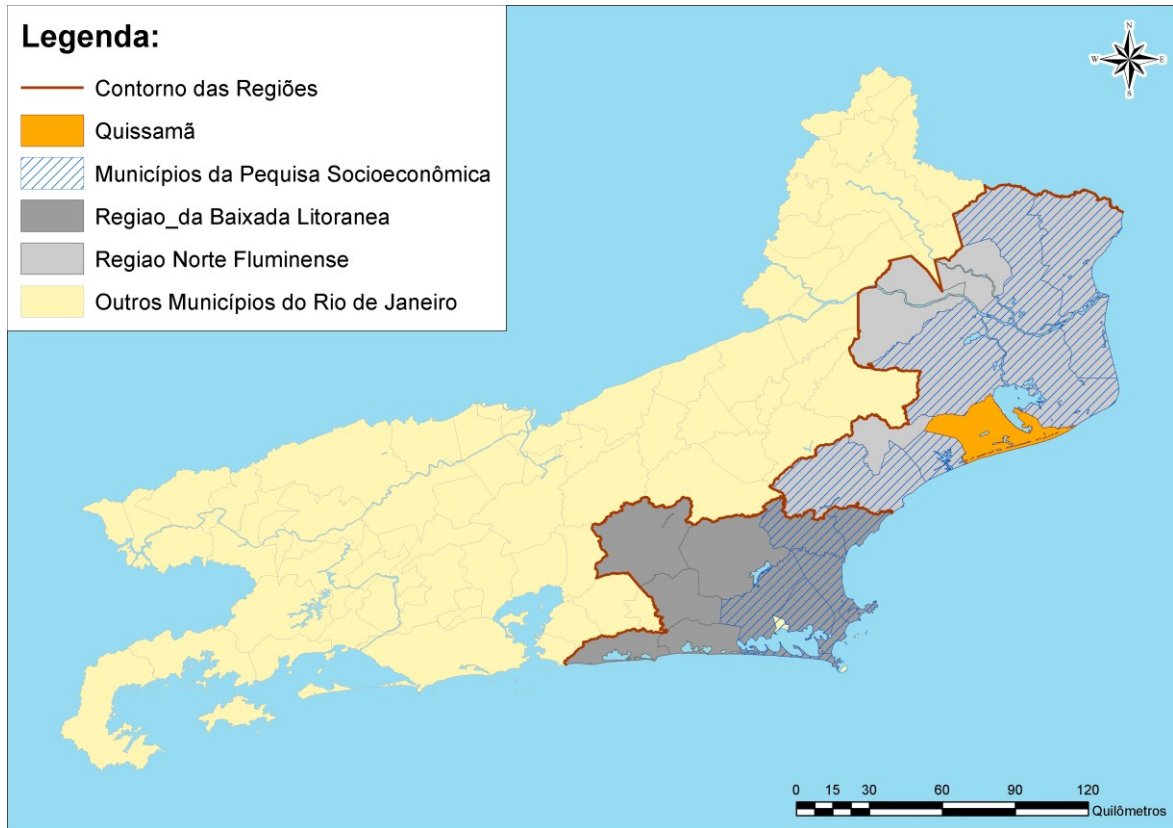 Legenda:
Contorno das Regiões
Quissamã
Municípios da Pequisa Socioeconômica
Regiao_da Baixada Litoranea
Regiao Norte Fluminense
Outros Municípios do Rio de Janeiro
N
W E
S
0 15 30 60 90 120
Quilômetros